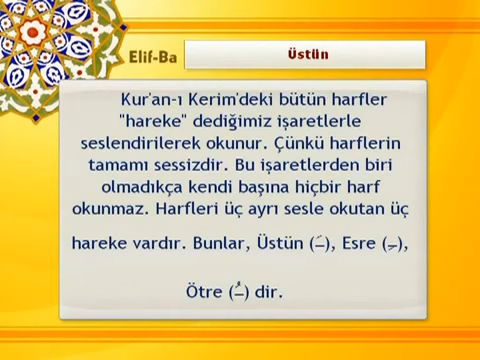 Elif-Ba
Üstün
Kur'an-ı Kerim'deki bütün harfler
"hareke" dediğimiz işaretlerle
seslendirilerek okunur. Çünkü harflerin
tamamı sessizdir. Bu işaretlerden biri
olmadıkça kendi başına hiçbir harf
okunmaz. Harfleri üç ayrı sesle okutan üç
hareke vardır. Bunlar, Üstün (ـَ), Esre (ـِ),
Ötre (ـُ) dir.